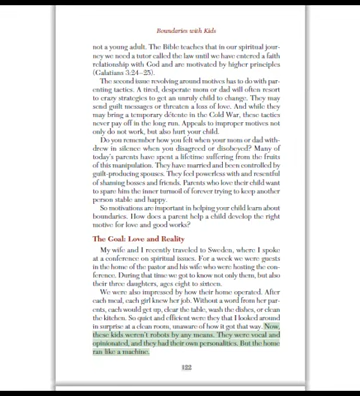 Boundaries with Kids
not a young adult. The Bible teaches that in our spiritual jour-
ney we need a tutor called the law until we have entered a faith
relationship with God and are motivated by higher principles
(Galatians 3:24–25).
The second issue revolving around motives has to do with par-
enting tactics. A tired, desperate mom or dad will often resort
to crazy strategies to get an unruly child to change. They may
send guilt messages or threaten a loss of love. And while they
may bring a temporary détente in the Cold War, these tactics
never pay off in the long run. Appeals to improper motives not
only do not work, but also hurt your child.
Do you remember how you felt when your mom or dad with-
drew in silence when you disagreed or disobeyed? Many of
today's parents have spent a lifetime suffering from the fruits
of this manipulation. They have married and been controlled by
guilt-producing spouses. They feel powerless with and resentful
of shaming bosses and friends. Parents who love their child want
to spare him the inner turmoil of forever trying to keep another
person stable and happy.
So motivations are important in helping your child learn about
boundaries. How does a parent help a child develop the right
motive for love and good works?
The Goal: Love and Reality
My wife and I recently traveled to Sweden, where I spoke
at a conference on spiritual issues. For a week we were guests
in the home of the pastor and his wife who were hosting the con-
ference. During that time we got to know not only them, but also
their three daughters, ages eight to sixteen.
We were also impressed by how their home operated. After
each meal, each girl knew her job. Without a word from her par-
ents, each would get up, clear the table, wash the dishes, or clean
the kitchen. So quiet and efficient were they that I looked around
in surprise at a clean room, unaware of how it got that way. Now,
these kids weren't robots by any means. They were vocal and
opinionated, and they had their own personalities. But the home
ran like a machine.
122